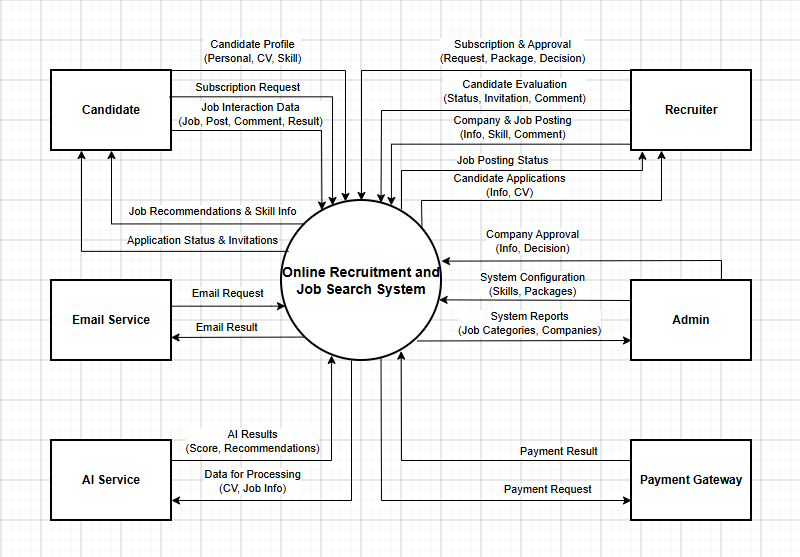 Candidate Profile
(Personal, CV, Skill)
Subscription & Approval
(Request, Package, Decision)
Candidate
Subscription Request
Job Interaction Data
(Job, Post, Comment, Result)
Candidate Evaluation
(Status, Invitation, Comment)
Company & Job Posting
(Info, Skill, Comment)
Recruiter
Job Posting Status
Candidate Applications
(Info, CV)
Job Recommendations & Skill Info
Application Status & Invitations
Company Approval
(Info, Decision)
Online Recruitment and
Job Search System
System Configuration
(Skills, Packages)
Email Request
Email Service
Email Result
System Reports
(Job Categories, Companies)
Admin
AI Results
(Score, Recommendations)
AI Service
Data for Processing
(CV, Job Info)
Payment Result
Payment Gateway
Payment Request